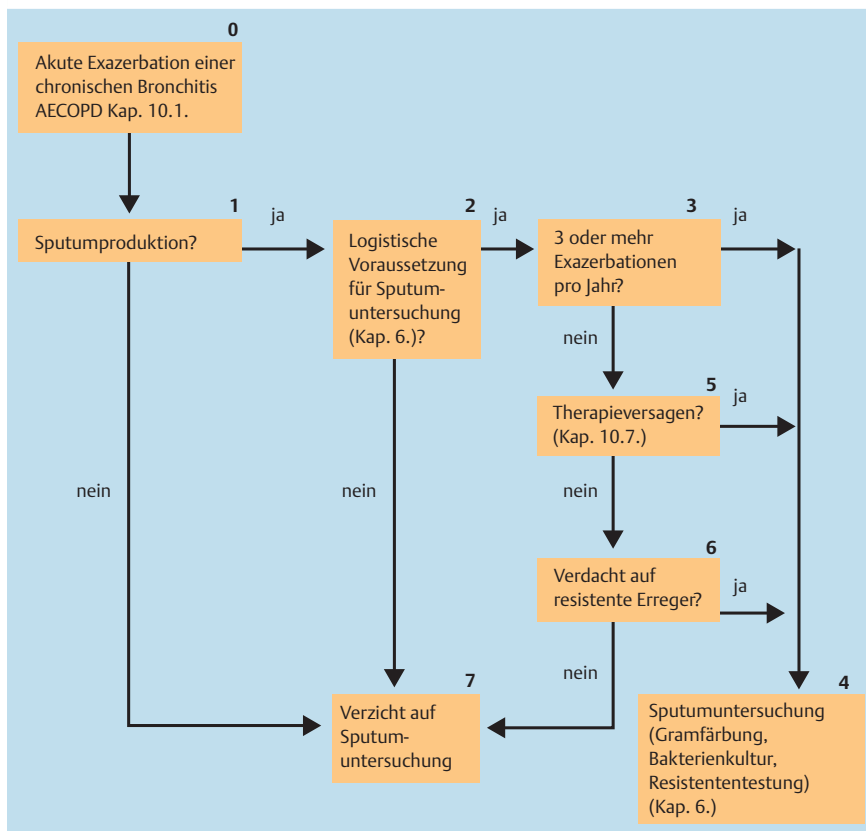 0
Akute Exazerbation einer
chronischen Bronchitis
AECOPD Kap. 10.1.
1
Sputumproduktion?
ja
2
Logistische
Voraussetzung
für Sputum-
untersuchung
(Kap. 6.)?
ja
3
3 oder mehr
Exazerbationen
pro Jahr?
ja
nein
5
Therapieversagen?
(Kap. 10.7.)
ja
nein
nein
nein
6
Verdacht auf
resistente Erreger?
ja
nein
7
Verzicht auf
Sputum-
untersuchung
4
Sputumuntersuchung
(Gramfärbung,
Bakterienkultur,
Resistententestung)
(Kap. 6.)